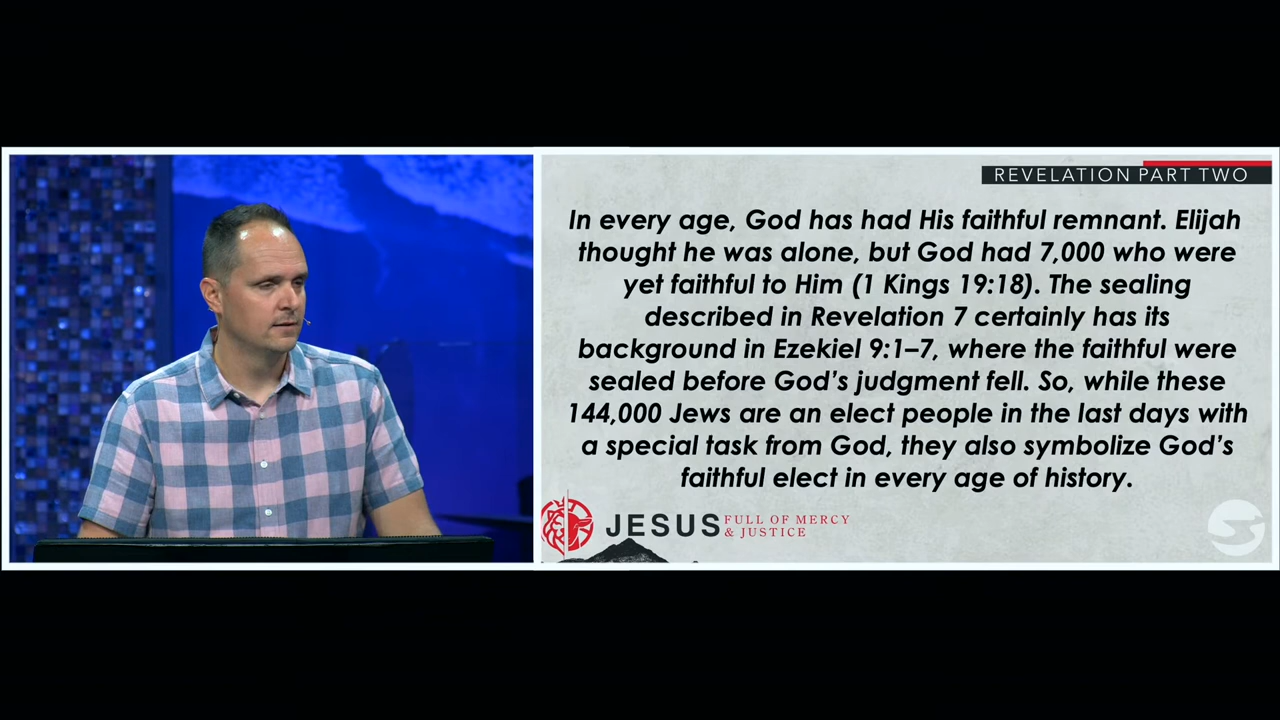 REVELATION PART TWO
In every age, God has had His faithful remnant. Elijah
thought he was alone, but God had 7,000 who were
yet faithful to Him (1 Kings 19:18). The sealing
described in Revelation 7 certainly has its
background in Ezekiel 9:1–7, where the faithful were
sealed before God’s judgment fell. So, while these
144,000 Jews are an elect people in the last days with
a special task from God, they also symbolize God’s
faithful elect in every age of history.
JESUS FULL OF MERCY
& JUSTICE